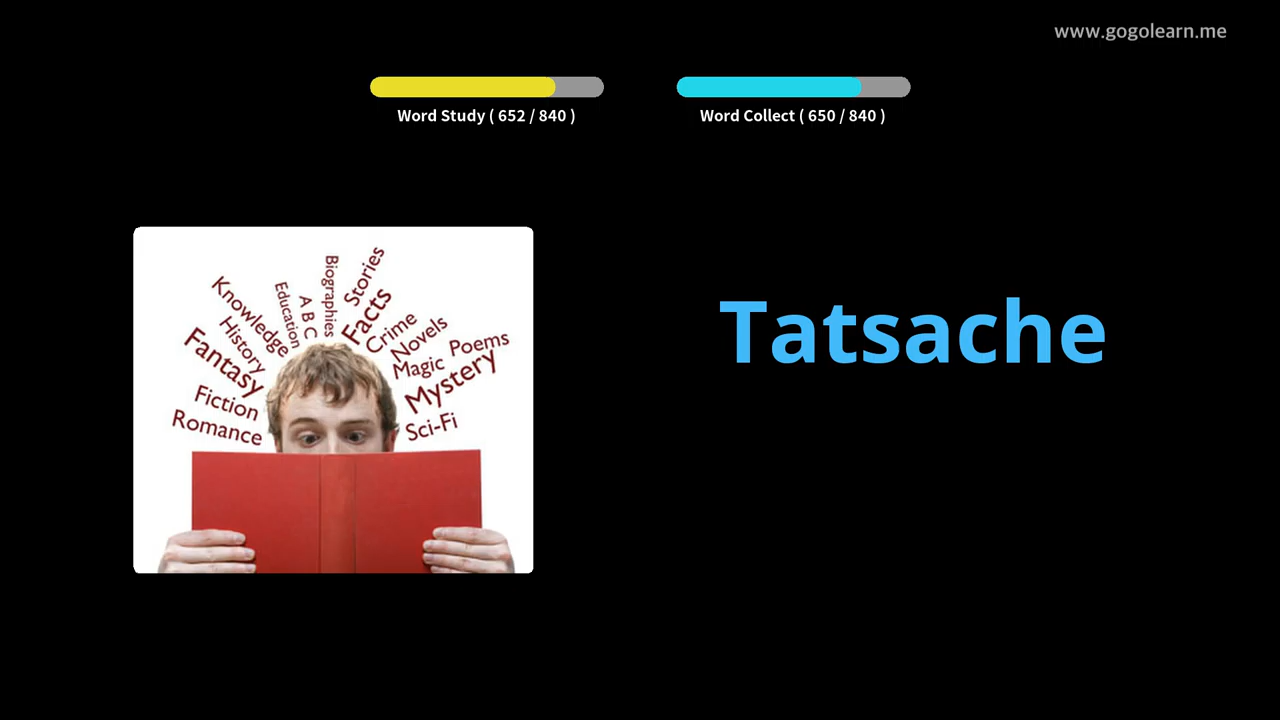 www.gogolearn.me
Word Study ( 652 / 840 )
Word Collect ( 650 / 840 )
Tatsache
Knowledge
History
Fantasy
Fiction
Romance
Education
A B C
Biographies
Stories
Facts
Crime
Novels
Magic
Poems
Mystery
Sci-Fi